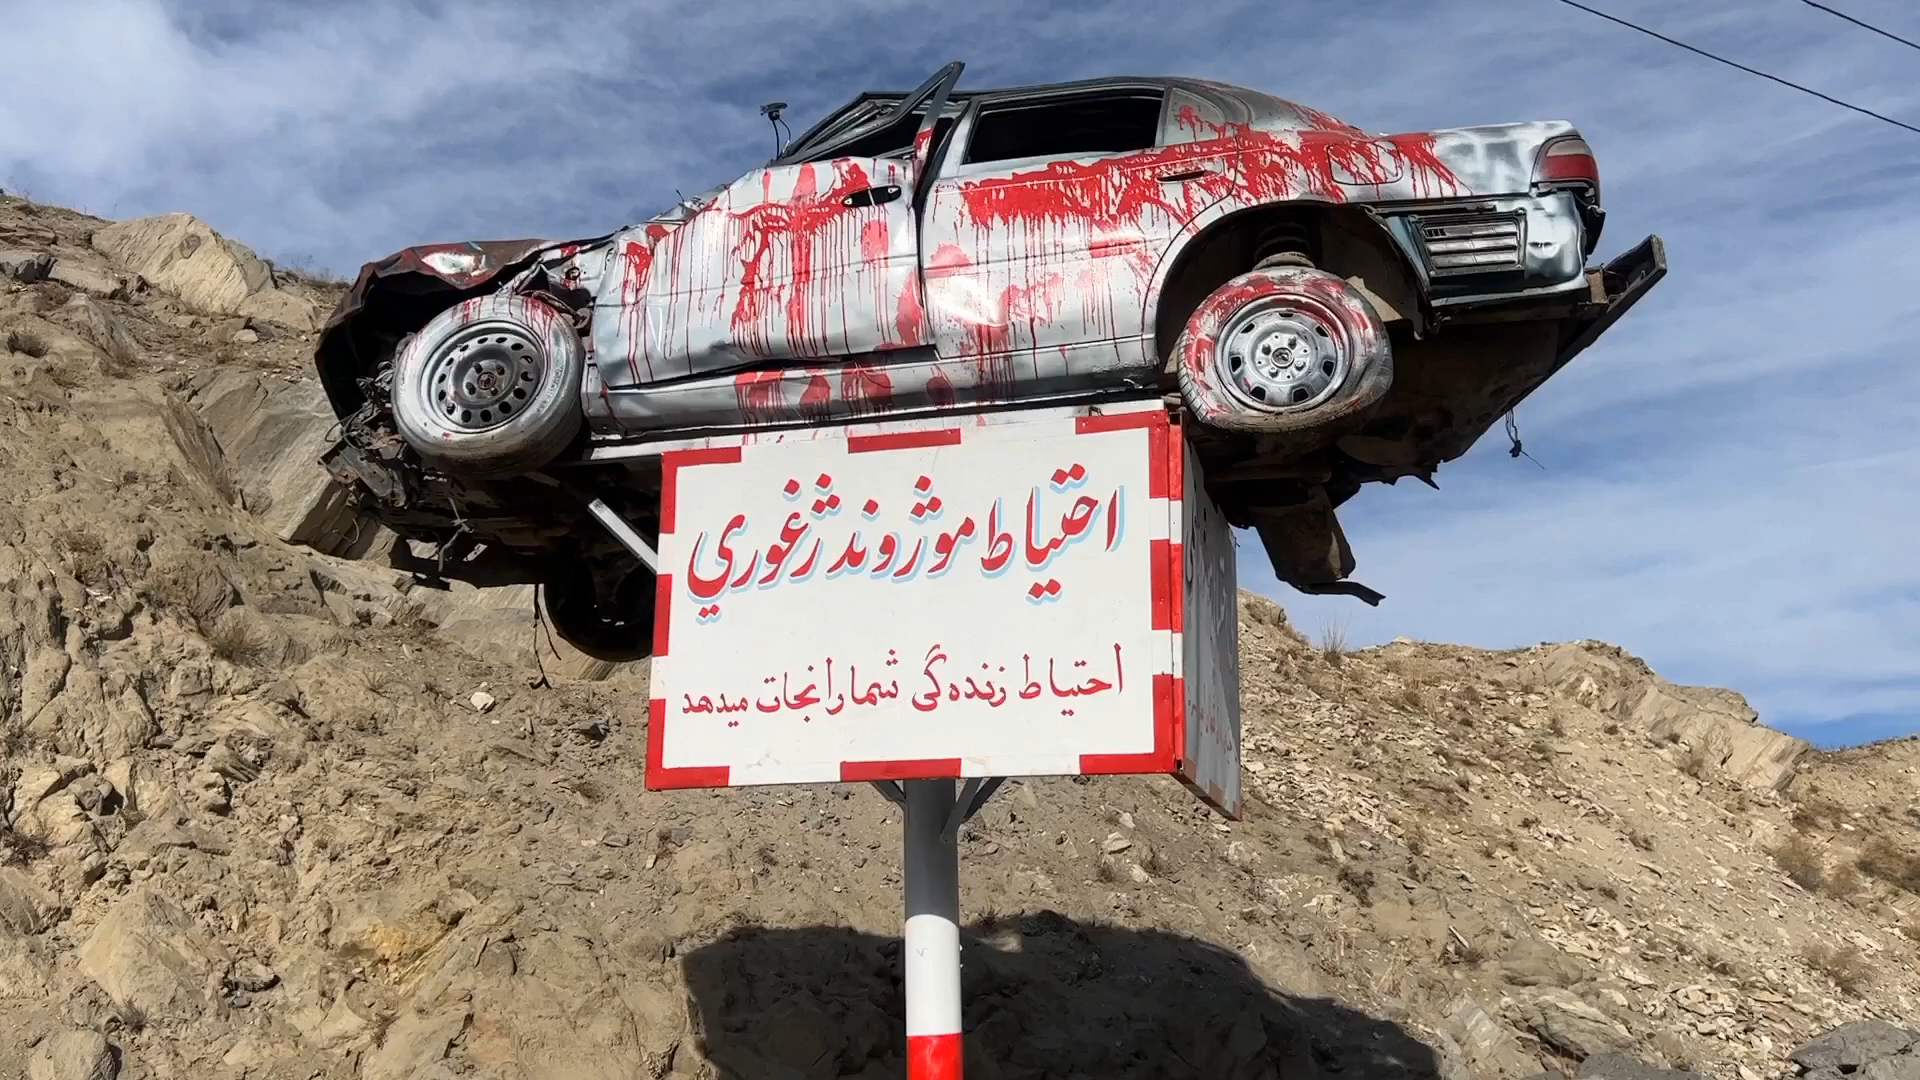 احتیاط موژوند ژغوري
احتیاط زنده گی شما را نجات میدهد